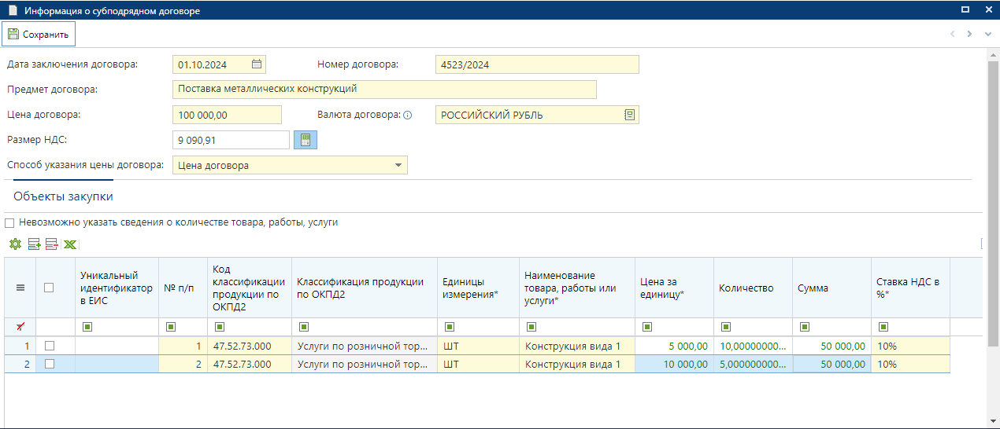 Информация о субподрядном договоре
Сохранить
Дата заключения договора: 01.10.2024 Номер договора: 4523/2024
Предмет договора: Поставка металлических конструкций
Цена договора: 100 000,00 Валюта договора: РОССИЙСКИЙ РУБЛЬ
Размер НДС: 9 090,91
Способ указания цены договора: Цена договора
Объекты закупки
Невозможно указать сведения о количестве товара, работы, услуги
Уникальный идентификатор в ЕИС № п/п Код классификации продукции по ОКПД2 Классификация продукции по ОКПД2 Единицы измерения* Наименование товара, работы или услуги* Цена за единицу* Количество Сумма Ставка НДС в %*
1 1 47.52.73.000 Услуги по розничной тор... ШТ Конструкция вида 1 5 000,00 10,00000000... 50 000,00 10%
2 2 47.52.73.000 Услуги по розничной тор... ШТ Конструкция вида 1 10 000,00 5,000000000... 50 000,00 10%